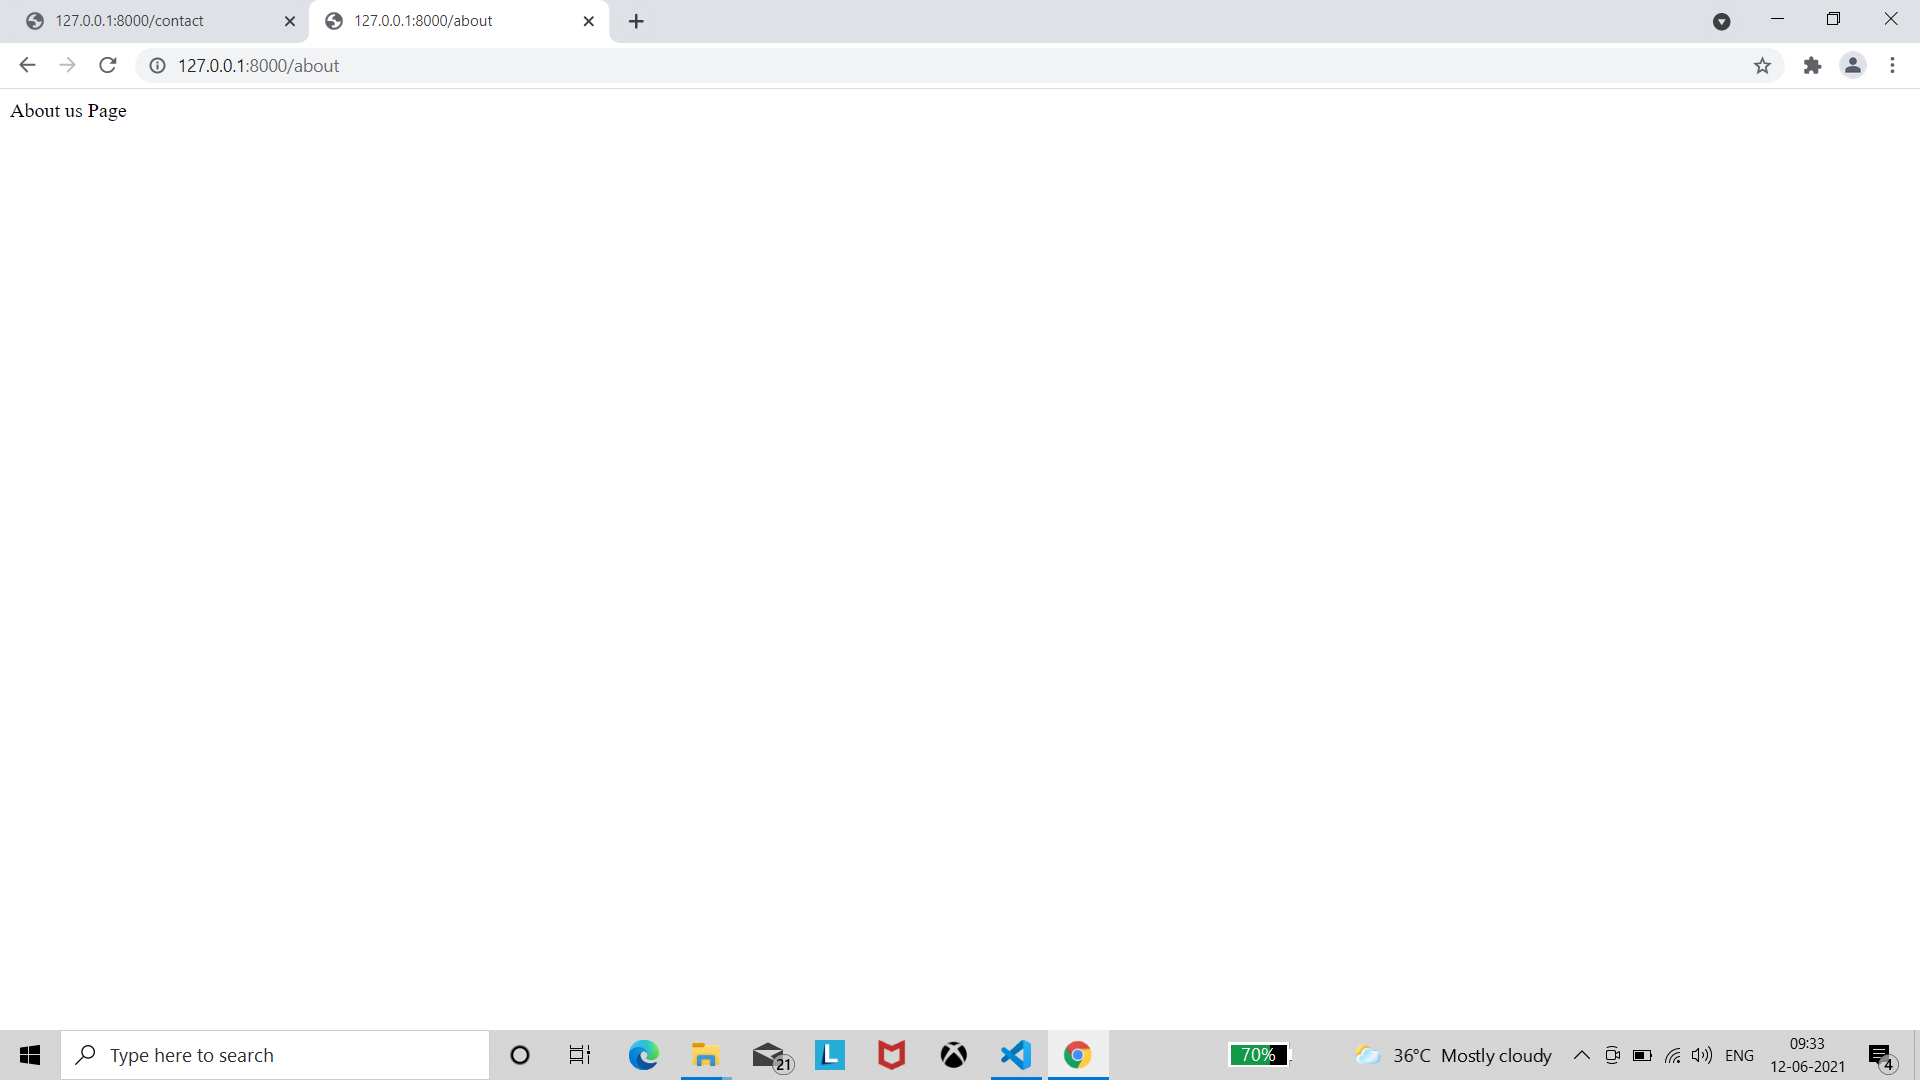 127.0.0.1:8000/contact
127.0.0.1:8000/about
127.0.0.1:8000/about
About us Page
Type here to search
21
L
70%
36°C Mostly cloudy
ENG
09:33
12-06-2021
4